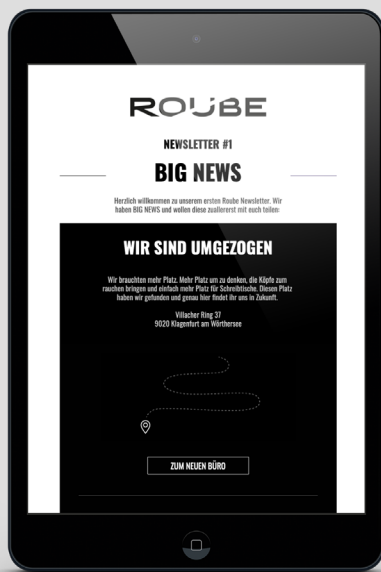 ROUBE
NEWSLETTER #1
BIG NEWS
Herzlich willkommen zu unserem ersten Roube Newsletter. Wir
haben BIG NEWS und wollen diese zuallererst mit euch teilen:
WIR SIND UMGEZOGEN
Wir brauchten mehr Platz. Mehr Platz um zu denken, die Köpfe zum
rauchen bringen und einfach mehr Platz für Schreibtische. Diesen Platz
haben wir gefunden und genau hier findet ihr uns in Zukunft.
Villacher Ring 37
9020 Klagenfurt am Wörthersee
ZUM NEUEN BÜRO